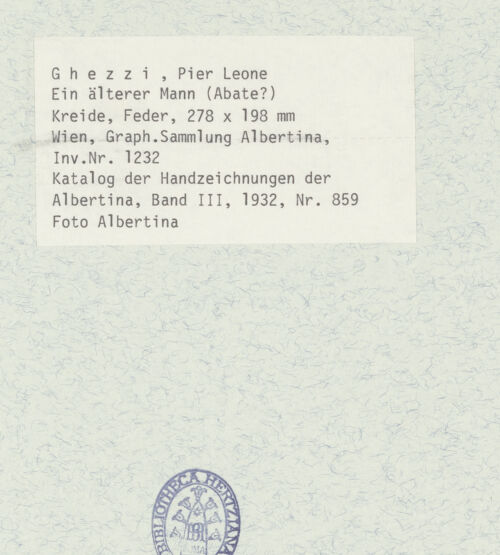 G h e z z i , Pier Leone
Ein älterer Mann (Abate?)
Kreide, Feder, 278 x 198 mm
Wien, Graph.Sammlung Albertina,
Inv.Nr. 1232
Katalog der Handzeichnungen der
Albertina, Band III, 1932, Nr. 859
Foto Albertina
BIBLIOTHECA HERTZIANA